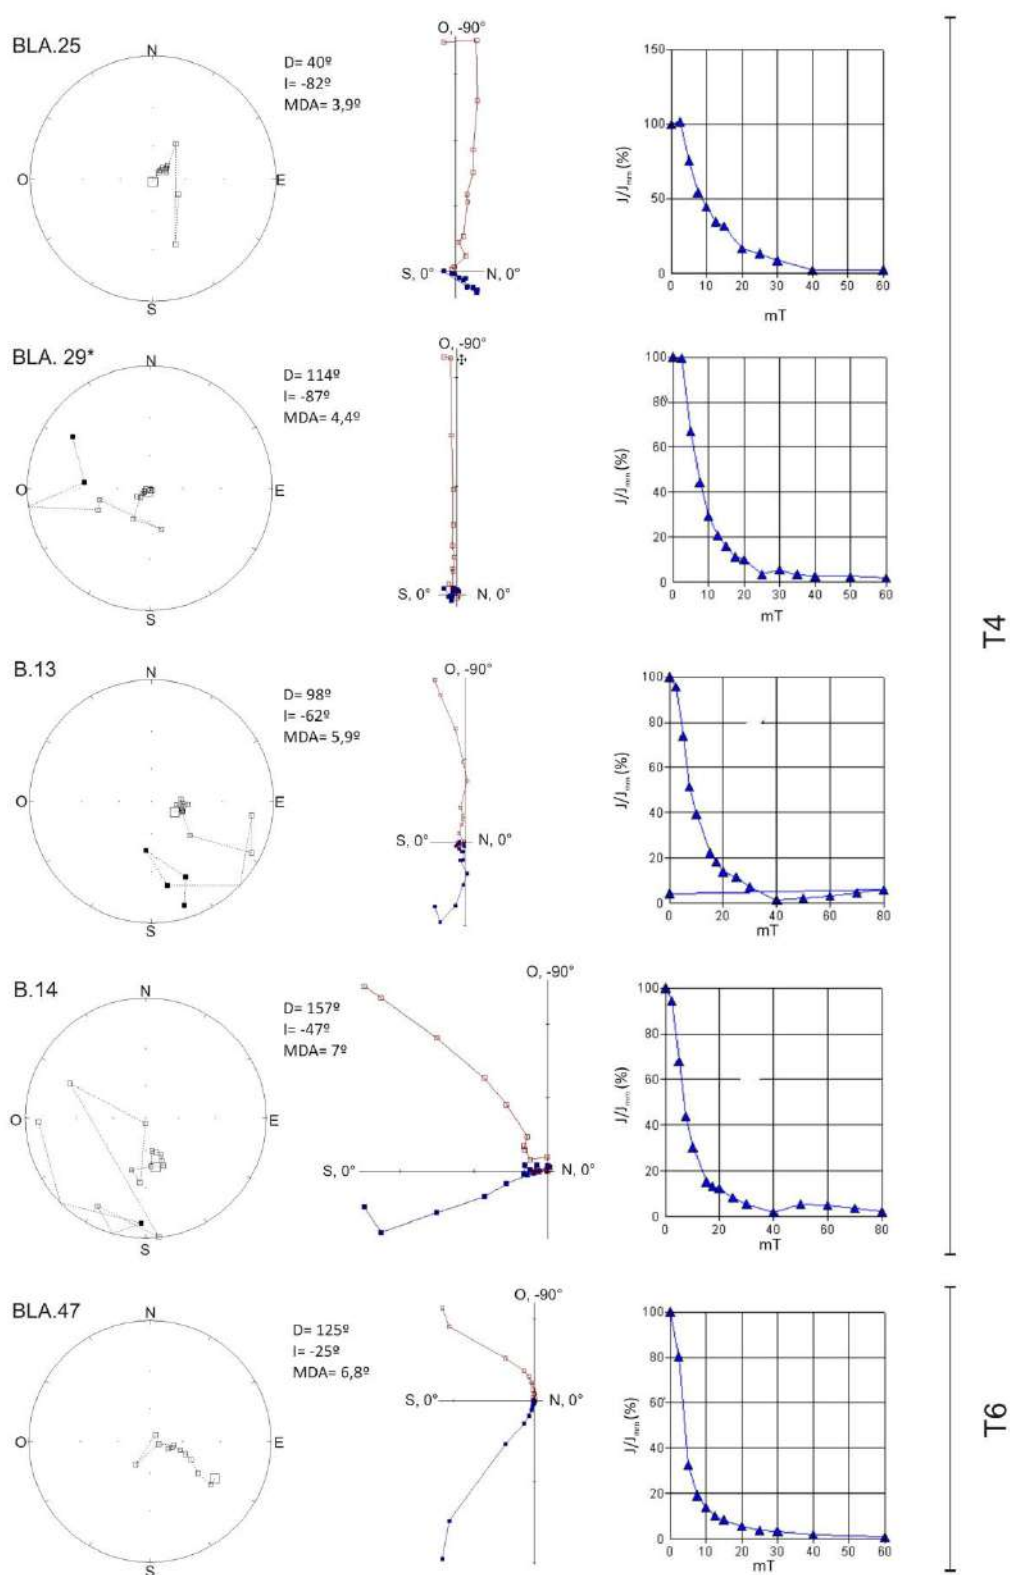 BLA.25
N
O
E
S
D= 40º
I= -82º
MDA= 3,9º
O, -90°
S, 0°
N, 0°
J/Jnrm (%)
150
100
50
0
0 10 20 30 40 50 60
mT
BLA. 29*
N
O
E
S
D= 114º
I= -87º
MDA= 4,4º
O, -90°
S, 0°
N, 0°
J/Jnrm (%)
100
80
60
40
20
0
0 10 20 30 40 50 60
mT
T4
B.13
N
O
E
S
D= 98º
I= -62º
MDA= 5,9º
O, -90°
S, 0°
N, 0°
J/Jnrm (%)
100
80
60
40
20
0
0 20 40 60 80
mT
B.14
N
O
E
S
D= 157º
I= -47º
MDA= 7º
O, -90°
S, 0°
N, 0°
J/Jnrm (%)
100
80
60
40
20
0
0 20 40 60 80
mT
BLA.47
N
O
E
S
D= 125º
I= -25º
MDA= 6,8º
O, -90°
S, 0°
N, 0°
J/Jnrm (%)
100
80
60
40
20
0
0 10 20 30 40 50 60
mT
T6